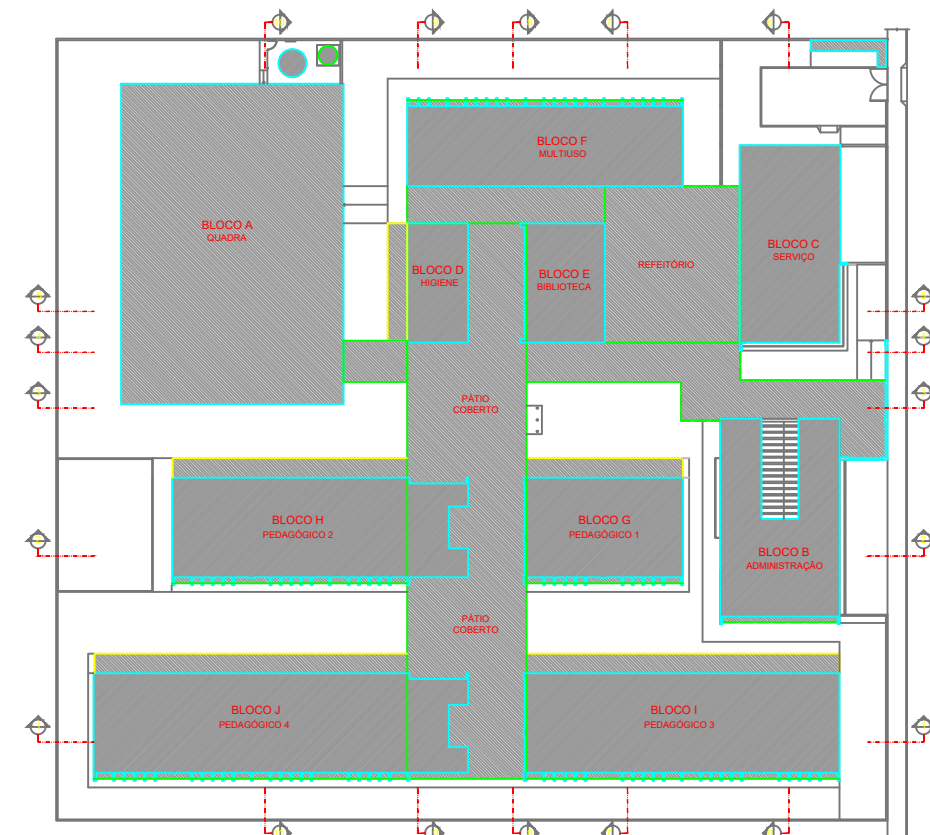 BLOCO F
MULTIUSO
BLOCO A
QUADRA
BLOCO C
SERVIÇO
BLOCO D
HIGIENE
BLOCO E
BIBLIOTECA
REFEITÓRIO
PÁTIO
COBERTO
BLOCO H
PEDAGÓGICO 2
BLOCO G
PEDAGÓGICO 1
BLOCO B
ADMINISTRAÇÃO
PÁTIO
COBERTO
BLOCO J
PEDAGÓGICO 4
BLOCO I
PEDAGÓGICO 3